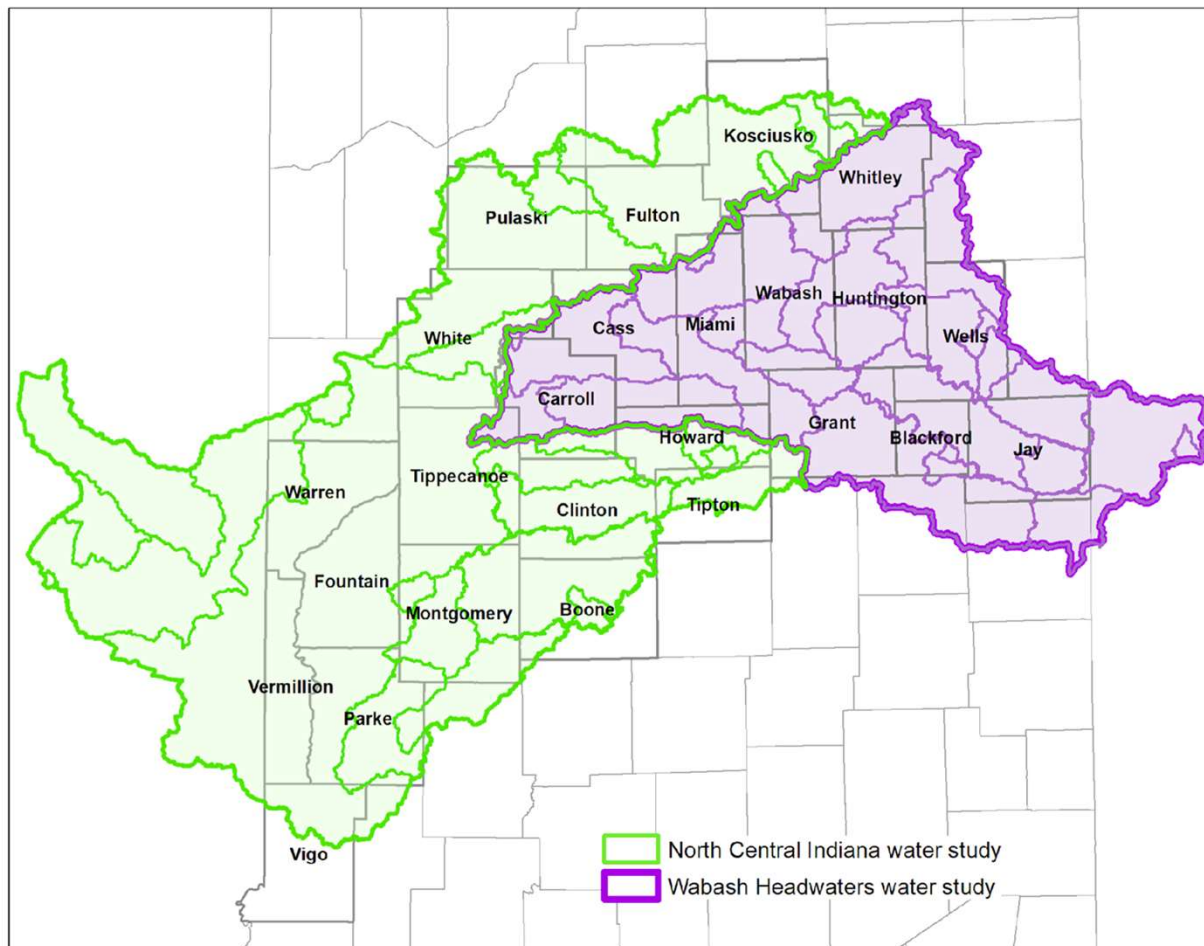 Kosciusko
Whitley
Pulaski
Fulton
Wabash
Huntington
Cass
Miami
White
Wells
Carroll
Grant
Blackford
Howard
Jay
Tippecanoe
Warren
Clinton
Tipton
Fountain
Montgomery
Boone
Vermillion
Parke
Vigo
North Central Indiana water study
Wabash Headwaters water study